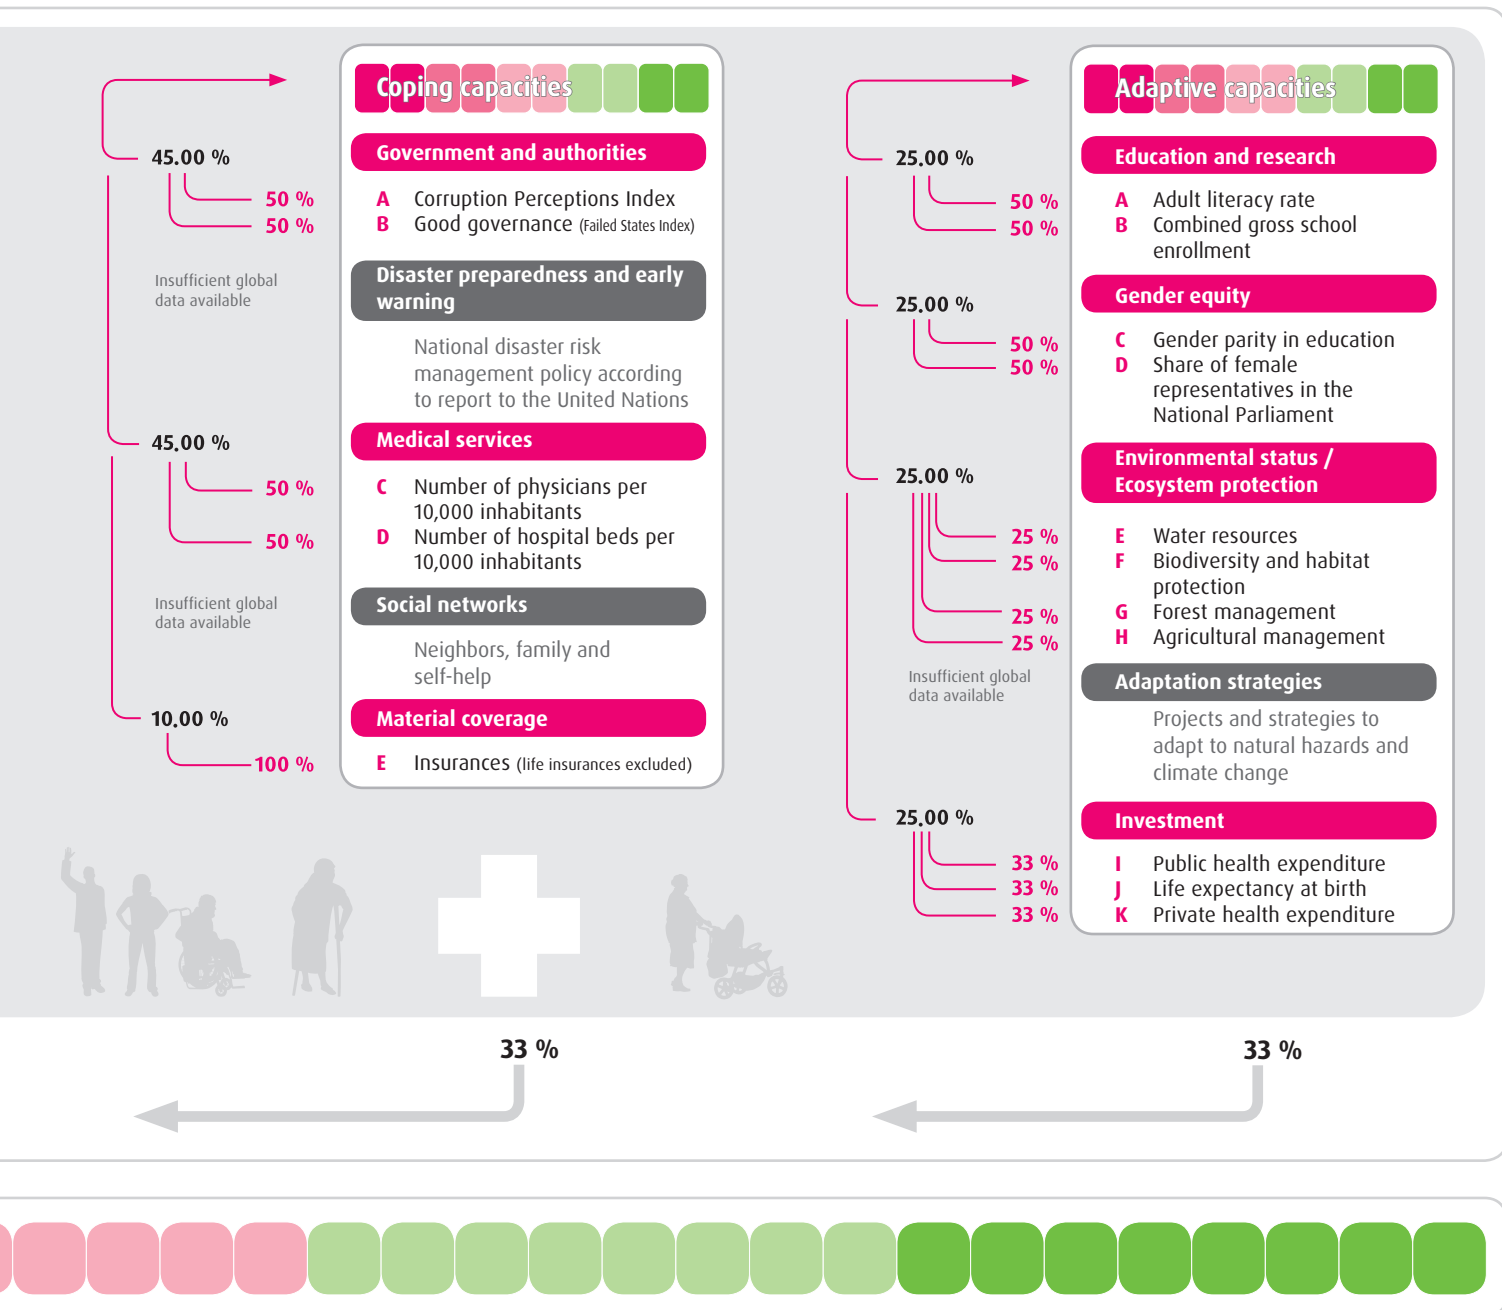 Coping capacities
45.00 %
Government and authorities
50 %
A Corruption Perceptions Index
50 %
B Good governance (Failed States Index)
Insufficient global
data available
Disaster preparedness and early
warning
National disaster risk
management policy according
to report to the United Nations
45.00 %
Medical services
50 %
C Number of physicians per
10,000 inhabitants
50 %
D Number of hospital beds per
10,000 inhabitants
Insufficient global
data available
Social networks
Neighbors, family and
self-help
10.00 %
Material coverage
100 %
E Insurances (life insurances excluded)
33 %
Adaptive capacities
25.00 %
Education and research
50 %
A Adult literacy rate
50 %
B Combined gross school
enrollment
25.00 %
Gender equity
50 %
C Gender parity in education
50 %
D Share of female
representatives in the
National Parliament
25.00 %
Environmental status /
Ecosystem protection
25 %
E Water resources
25 %
F Biodiversity and habitat
protection
25 %
G Forest management
25 %
H Agricultural management
Insufficient global
data available
Adaptation strategies
Projects and strategies to
adapt to natural hazards and
climate change
25.00 %
Investment
33 %
I Public health expenditure
33 %
J Life expectancy at birth
33 %
K Private health expenditure
33 %